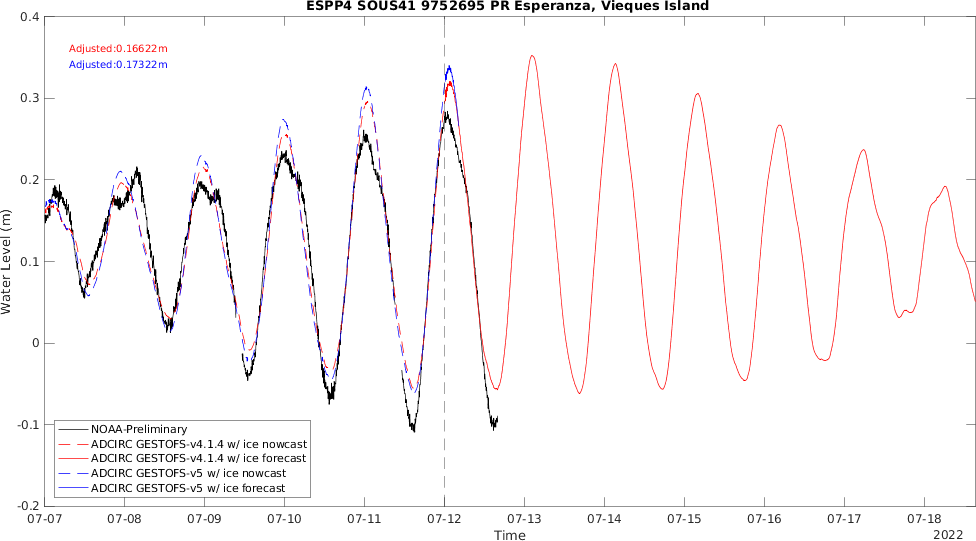 ESPP4 SOUS41 9752695 PR Esperanza, Vieques Island
0.4
Adjusted:0.16622m
Adjusted:0.17322m
0.3
0.2
0.1
0
-0.1
-0.2
Water Level (m)
NOAA-Preliminary
ADCIRC GESTOFS-v4.1.4 w/ ice nowcast
ADCIRC GESTOFS-v4.1.4 w/ ice forecast
ADCIRC GESTOFS-v5 w/ ice nowcast
ADCIRC GESTOFS-v5 w/ ice forecast
07-07 07-08 07-09 07-10 07-11 07-12 07-13 07-14 07-15 07-16 07-17 07-18
Time
2022